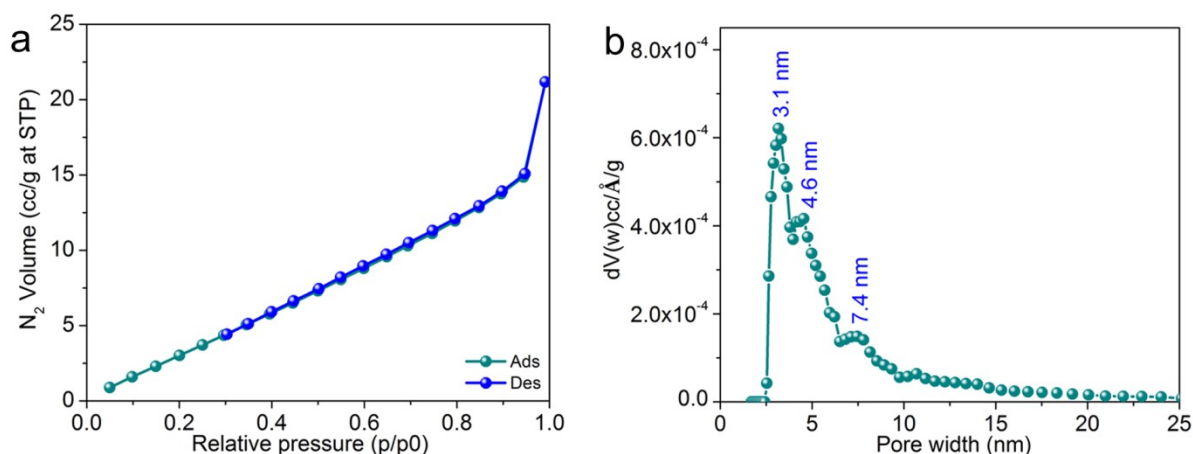 a
N₂ Volume (cc/g at STP)
25
20
15
10
5
0
0.0 0.2 0.4 0.6 0.8 1.0
Relative pressure (p/p0)
Ads
Des
b
dV(w)cc/Å/g
8.0x10⁻⁴
6.0x10⁻⁴
4.0x10⁻⁴
2.0x10⁻⁴
0.0
3.1 nm
4.6 nm
7.4 nm
0 5 10 15 20 25
Pore width (nm)